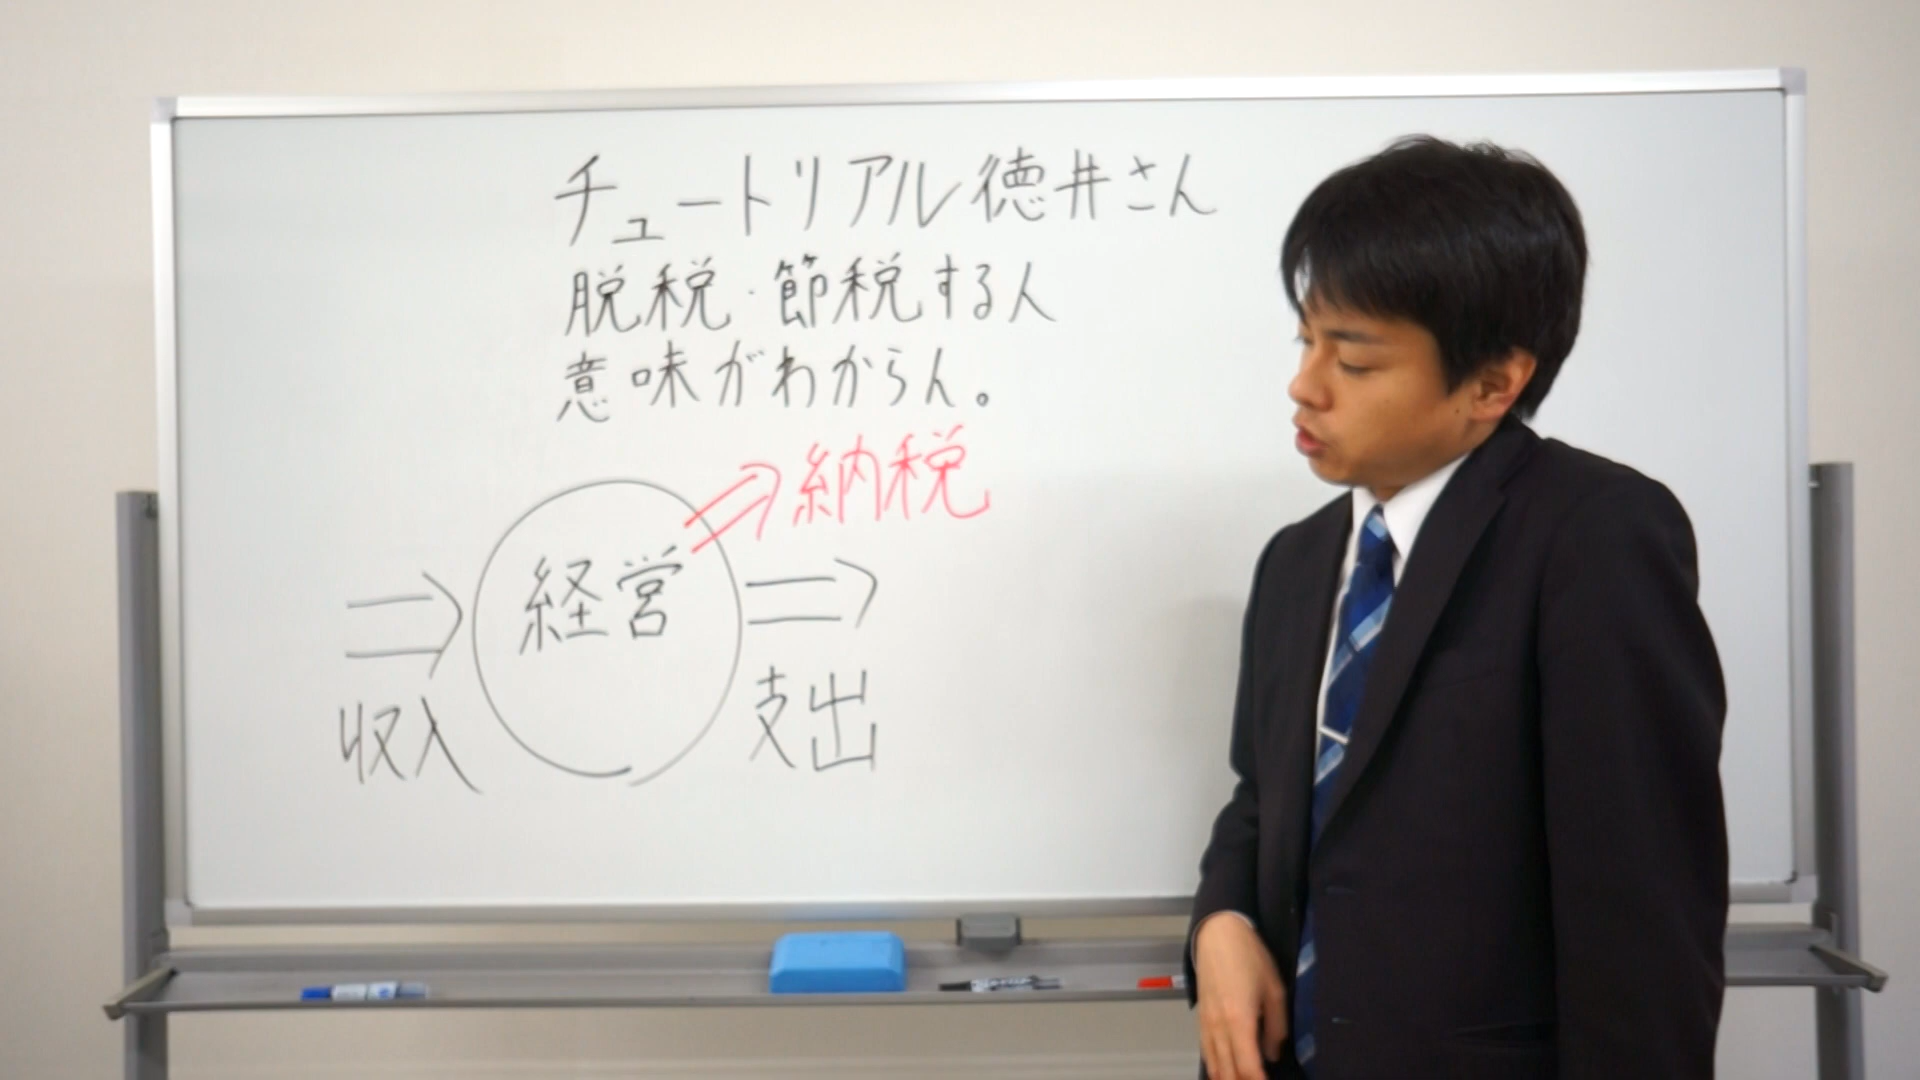 チュートリアル徳井さん
脱税・節税する人
意味がわからん。
納税
経営
収入
支出